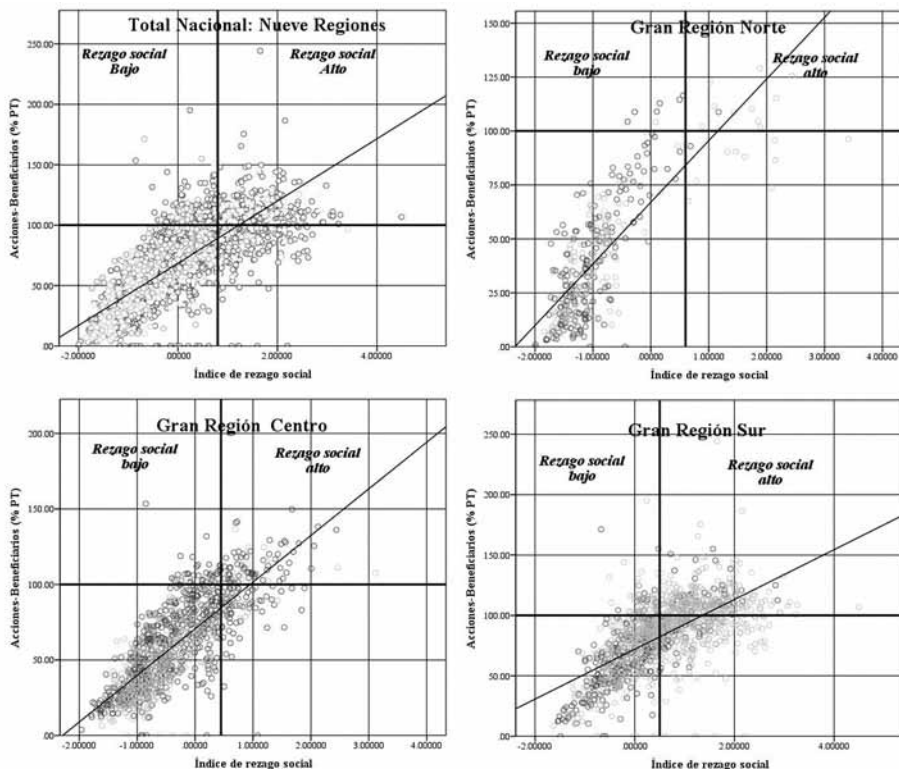 Total Nacional: Nueve Regiones
Rezago social
Bajo
Rezago social
Alto
Acciones-Beneficiarios (% PT)
250.00
200.00
150.00
100.00
50.00
.00
-2.00000
.00000
2.00000
4.00000
Índice de rezago social
Gran Región Norte
Rezago social
bajo
Rezago social
alto
Acciones-Beneficiarios (% PT)
150.00
125.00
100.00
75.00
50.00
25.00
.00
-2.00000
-1.00000
.00000
1.00000
2.00000
3.00000
4.00000
Índice de rezago social
Gran Región Centro
Rezago social
bajo
Rezago social
alto
Acciones-Beneficiarios (% PT)
200.00
150.00
100.00
50.00
.00
-2.00000
-1.00000
.00000
1.00000
2.00000
3.00000
4.00000
Índice de rezago social
Gran Región Sur
Rezago social
bajo
Rezago social
alto
Acciones-Beneficiarios (% PT)
250.00
200.00
150.00
100.00
50.00
.00
-2.00000
.00000
2.00000
4.00000
Índice de rezago social